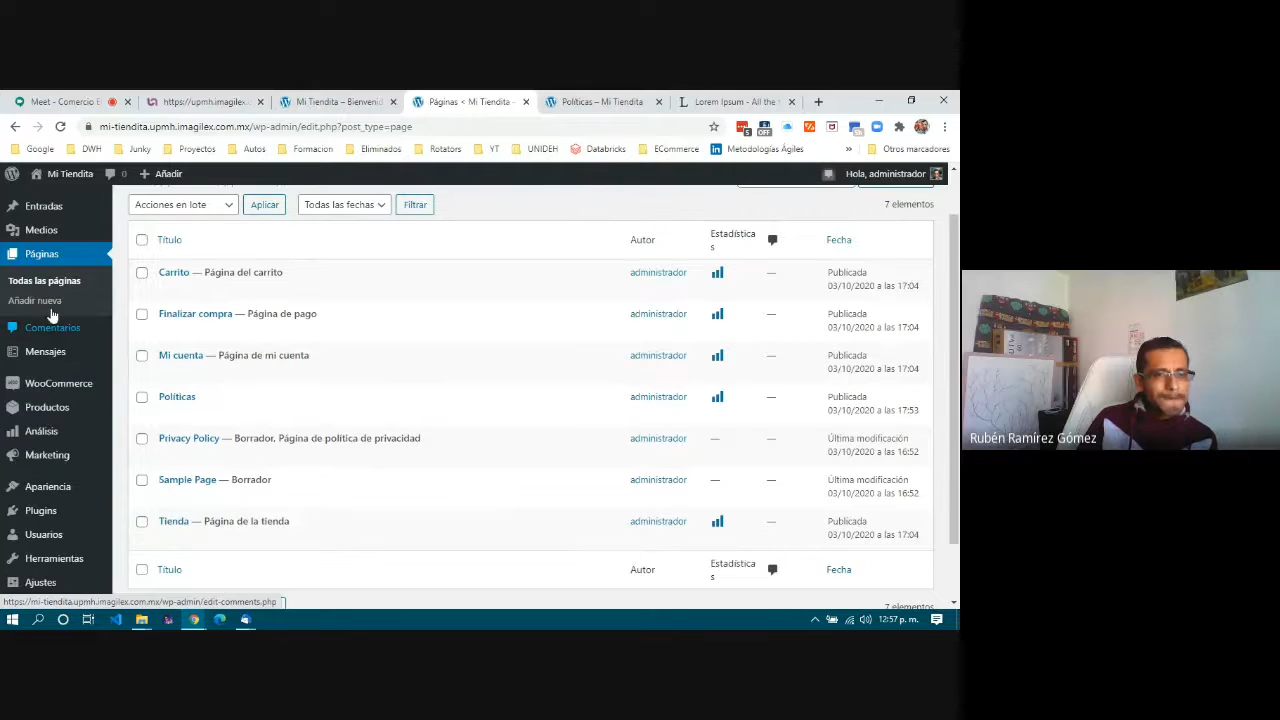 Meet - Comercio E
https://upmh.imagilex.
Mi Tiendita – Bienvenid
Páginas < Mi Tiendita -
Políticas – Mi Tiendita
Lorem Ipsum - All the
mi-tiendita.upmh.imagilex.com.mx/wp-admin/edit.php?post_type=page
Google
DWH
Junky
Proyectos
Autos
Formacion
Eliminados
Rotators
YT
UNIDEH
Databricks
ECommerce
Metodologías Ágiles
»
Otros marcadores
Mi Tiendita
0
Añadir
Hola, administrador
Entradas
Medios
Páginas
Todas las páginas
Añadir nueva
Comentarios
Mensajes
WooCommerce
Productos
Análisis
Marketing
Apariencia
Plugins
Usuarios
Herramientas
Ajustes
Acciones en lote
Aplicar
Todas las fechas
Filtrar
7 elementos
Título
Autor
Estadística
s
Fecha
Carrito — Página del carrito
administrador
—
Publicada
03/10/2020 a las 17:04
Finalizar compra — Página de pago
administrador
—
Publicada
03/10/2020 a las 17:04
Mi cuenta — Página de mi cuenta
administrador
—
Publicada
03/10/2020 a las 17:04
Políticas
administrador
—
Publicada
03/10/2020 a las 17:53
Privacy Policy — Borrador, Página de política de privacidad
administrador
—
—
Última modificación
03/10/2020 a las 16:52
Sample Page — Borrador
administrador
—
—
Última modificación
03/10/2020 a las 16:52
Tienda — Página de la tienda
administrador
—
Publicada
03/10/2020 a las 17:04
Título
Autor
Estadística
s
Fecha
7 elementos
https://mi-tiendita.upmh.imagilex.com.mx/wp-admin/edit-comments.php
12:57 p. m.
Rubén Ramírez Gómez